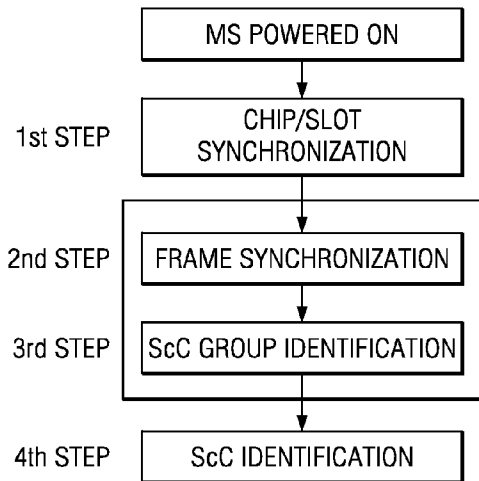 MS POWERED ON
1st STEP
CHIP/SLOT
SYNCHRONIZATION
2nd STEP
FRAME SYNCHRONIZATION
3rd STEP
ScC GROUP IDENTIFICATION
4th STEP
ScC IDENTIFICATION